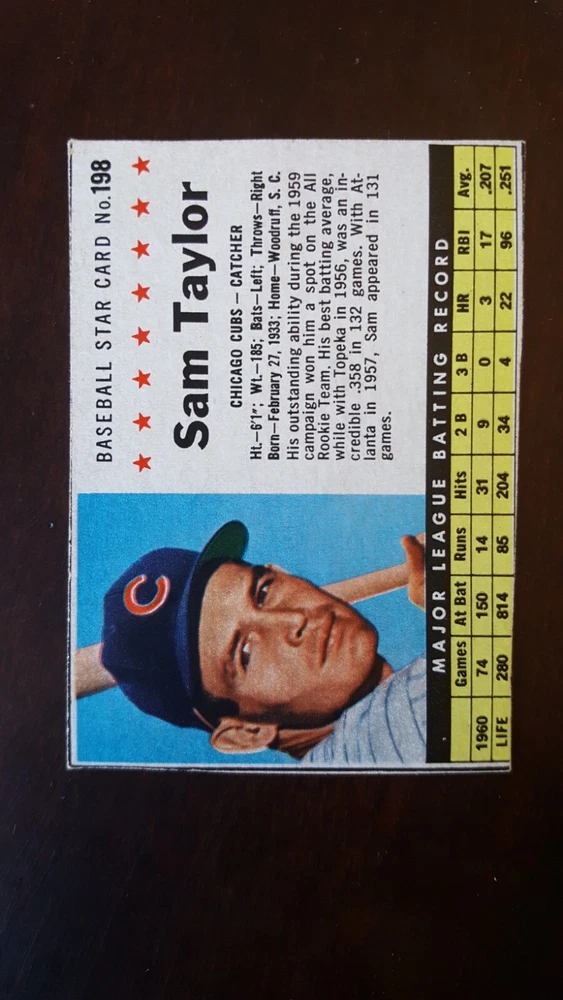 BASEBALL STAR CARD No. 198
Sam Taylor
CHICAGO CUBS — CATCHER
Ht.—6'1"; Wt.—185; Bats—Left; Throws—Right
Born—February 27, 1933; Home—Woodruff, S. C.
His outstanding ability during the 1959
campaign won him a spot on the All
Rookie Team. His best batting average,
while with Topeka in 1956, was an in-
credible .358 in 132 games. With At-
lanta in 1957, Sam appeared in 131
games.
C
MAJOR LEAGUE BATTING RECORD
Games At Bat Runs Hits 2 B 3 B HR RBI Avg.
1960 74 150 14 31 9 0 3 17 .207
LIFE 280 814 85 204 34 4 22 96 .251